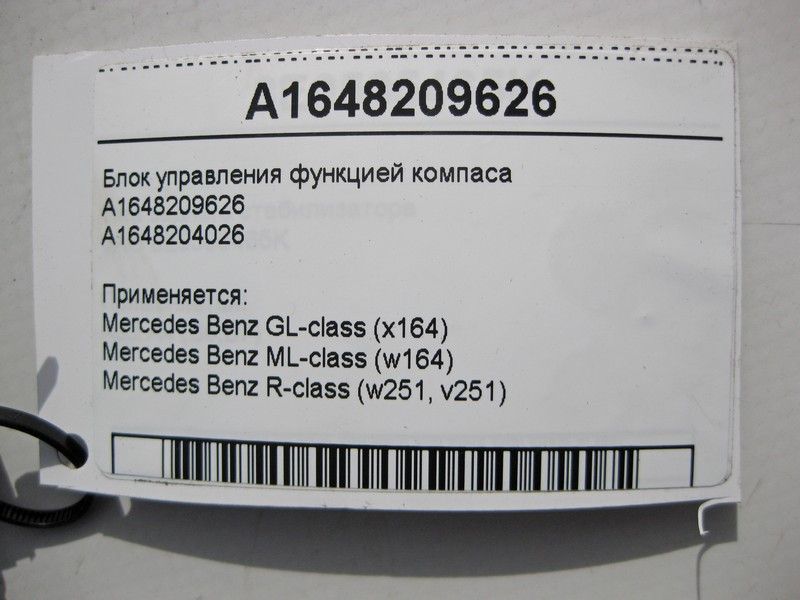 A1648209626
Блок управления функцией компаса
A1648209626
A1648204026
Применяется:
Mercedes Benz GL-class (x164)
Mercedes Benz ML-class (w164)
Mercedes Benz R-class (w251, v251)